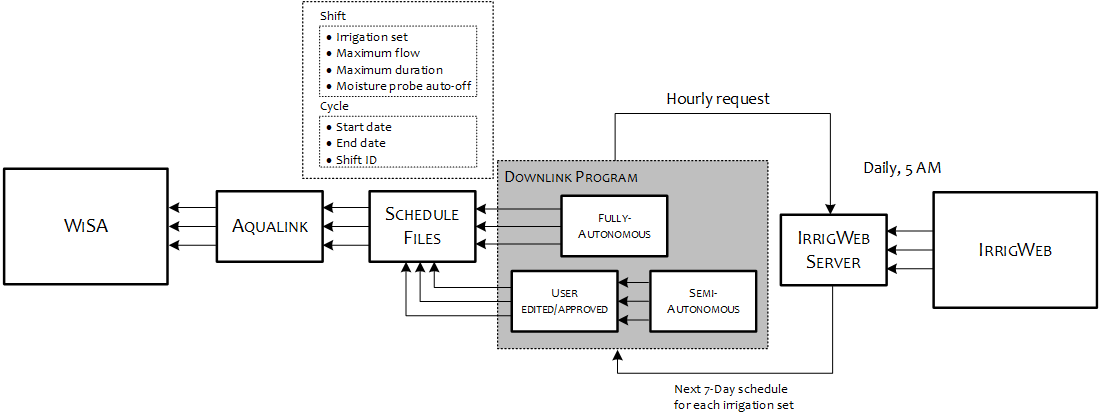 Shift
• Irrigation set
• Maximum flow
• Maximum duration
• Moisture probe auto-off
Cycle
• Start date
• End date
• Shift ID
Hourly request
Daily, 5 AM
DOWNLINK PROGRAM
WISA
AQUALINK
SCHEDULE
FILES
FULLY-
AUTONOMOUS
USER
EDITED/APPROVED
SEMI-
AUTONOMOUS
IRRIGWEB
SERVER
IRRIGWEB
Next 7-Day schedule
for each irrigation set